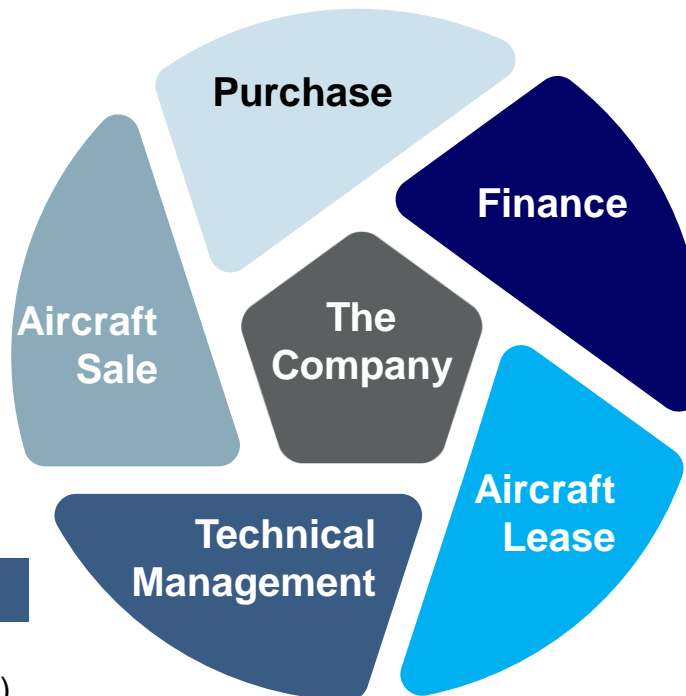 Purchase
Finance
Aircraft
Sale
The
Company
Aircraft
Lease
Technical
Management
)